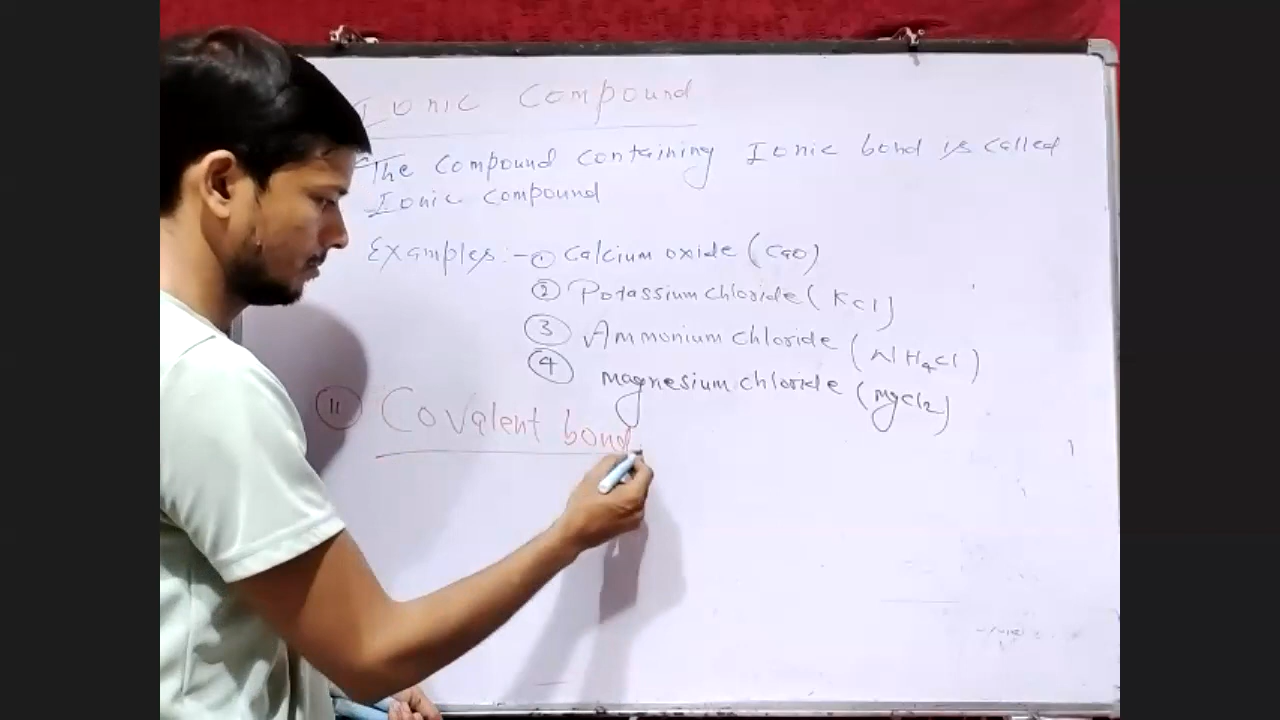 Ionic Compound
The Compound containing Ionic bond is called
Ionic compound
Examples:- ① Calcium oxide (CaO)
② Potassium chloride (KCl)
③ Ammonium chloride (NH4Cl)
④ Magnesium chloride (MgCl2)
(ii) Covalent bond